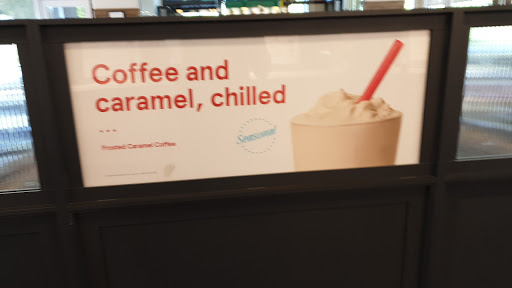 Coffee and
caramel, chilled
Frosted Caramel Coffee
Seasonal